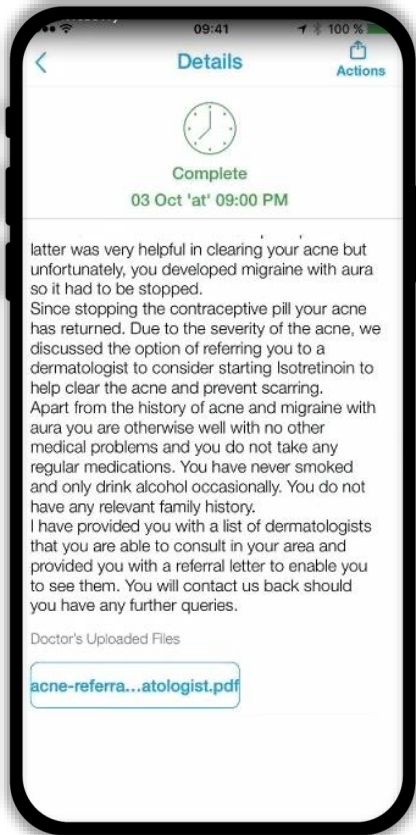 09:41
100 %
Details
Actions
Complete
03 Oct 'at' 09:00 PM
latter was very helpful in clearing your acne but
unfortunately, you developed migraine with aura
so it had to be stopped.
Since stopping the contraceptive pill your acne
has returned. Due to the severity of the acne, we
discussed the option of referring you to a
dermatologist to consider starting Isotretinoin to
help clear the acne and prevent scarring.
Apart from the history of acne and migraine with
aura you are otherwise well with no other
medical problems and you do not take any
regular medications. You have never smoked
and only drink alcohol occasionally. You do not
have any relevant family history.
I have provided you with a list of dermatologists
that you are able to consult in your area and
provided you with a referral letter to enable you
to see them. You will contact us back should
you have any further queries.
Doctor's Uploaded Files
acne-referra...atologist.pdf